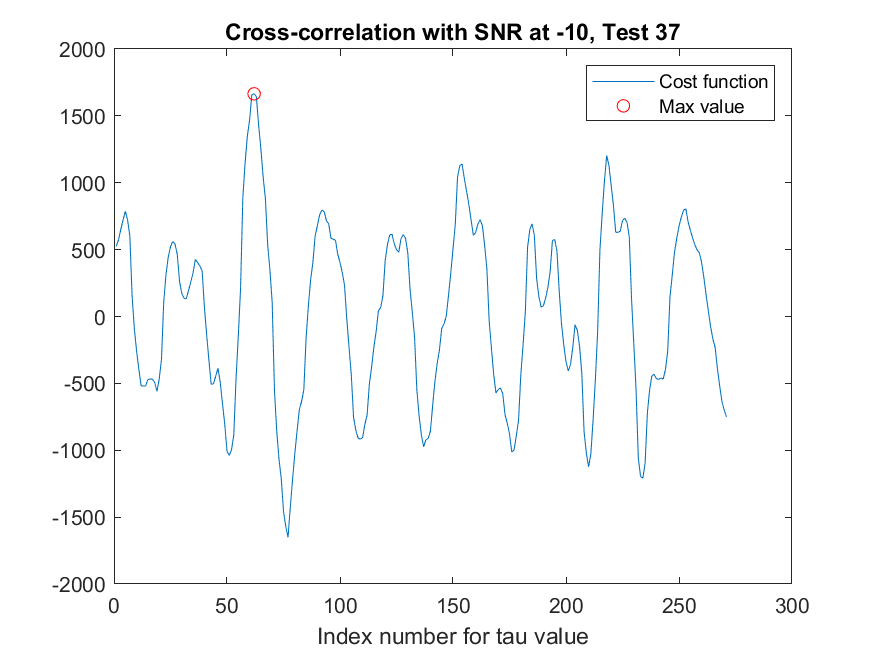 Cross-correlation with SNR at -10, Test 37
2000
1500
1000
500
0
-500
-1000
-1500
-2000
Cost function
Max value
0 50 100 150 200 250 300
Index number for tau value